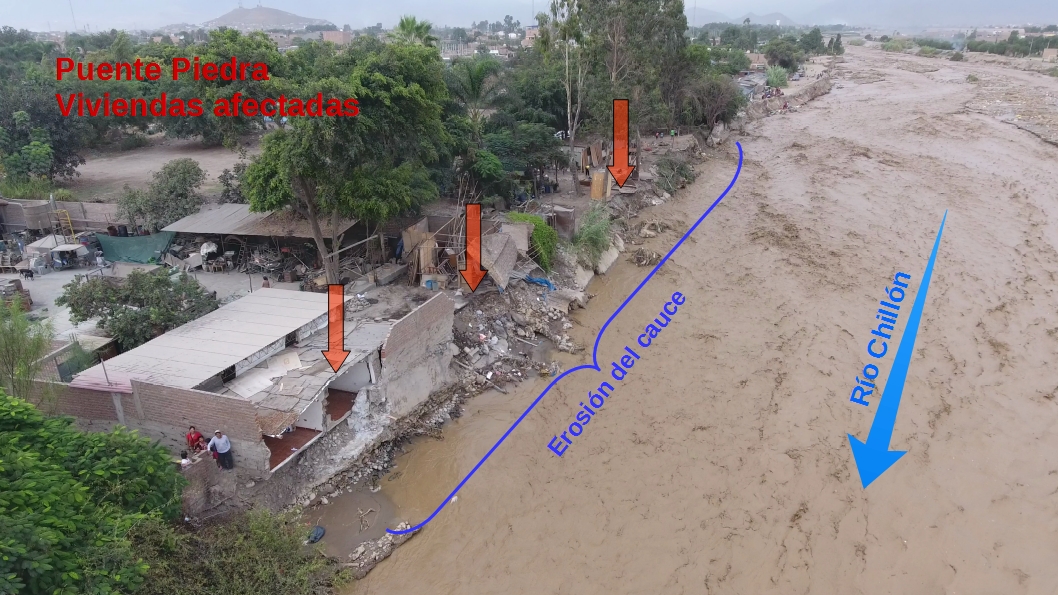 Puente Piedra
Viviendas afectadas
Erosión del cauce
Río Chillón